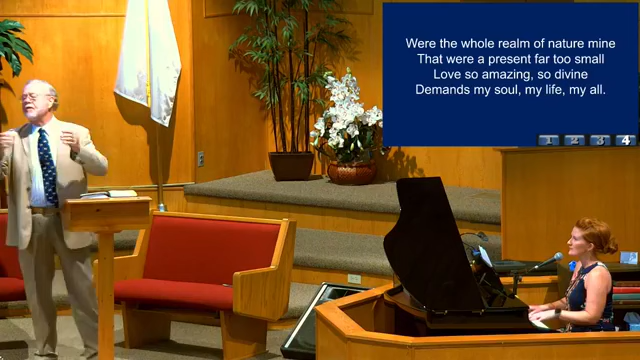 Were the whole realm of nature mine
That were a present far too small
Love so amazing, so divine
Demands my soul, my life, my all.
1 2 3 4